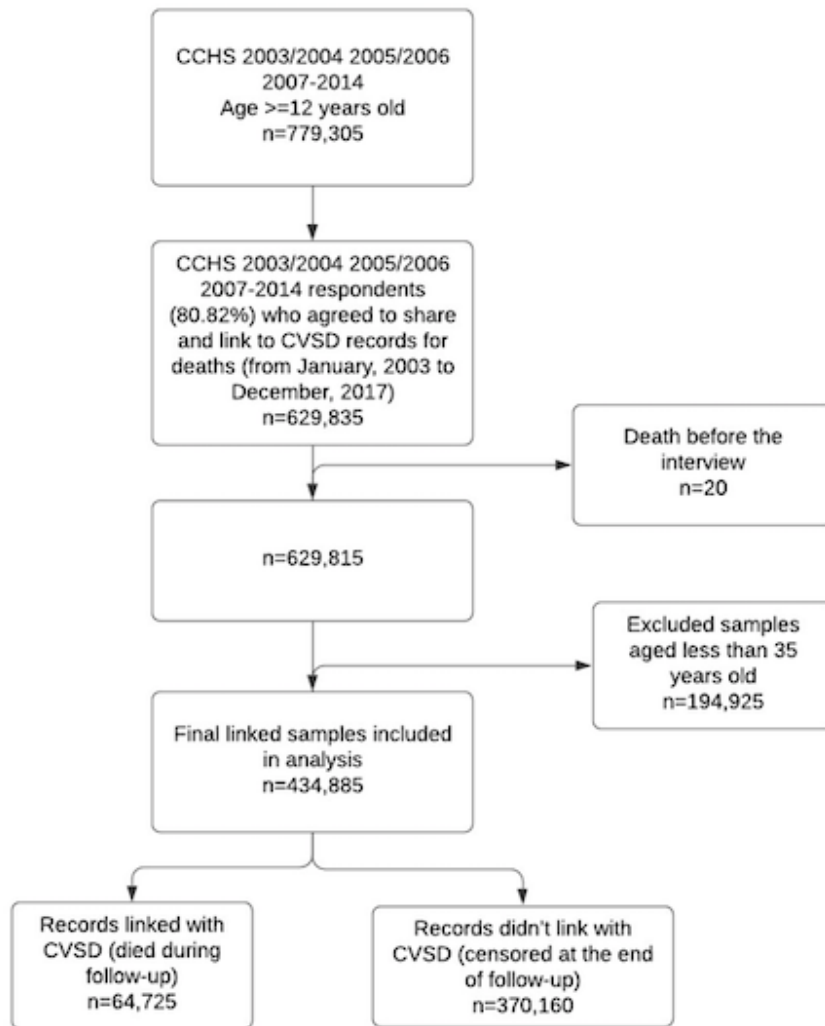 CCHS 2003/2004 2005/2006
2007-2014
Age >=12 years old
n=779,305
CCHS 2003/2004 2005/2006
2007-2014 respondents
(80.82%) who agreed to share
and link to CVSD records for
deaths (from January, 2003 to
December, 2017)
n=629,835
Death before the
interview
n=20
n=629,815
Excluded samples
aged less than 35
years old
n=194,925
Final linked samples included
in analysis
n=434,885
Records linked with
CVSD (died during
follow-up)
n=64,725
Records didn't link with
CVSD (censored at the end
of follow-up)
n=370,160